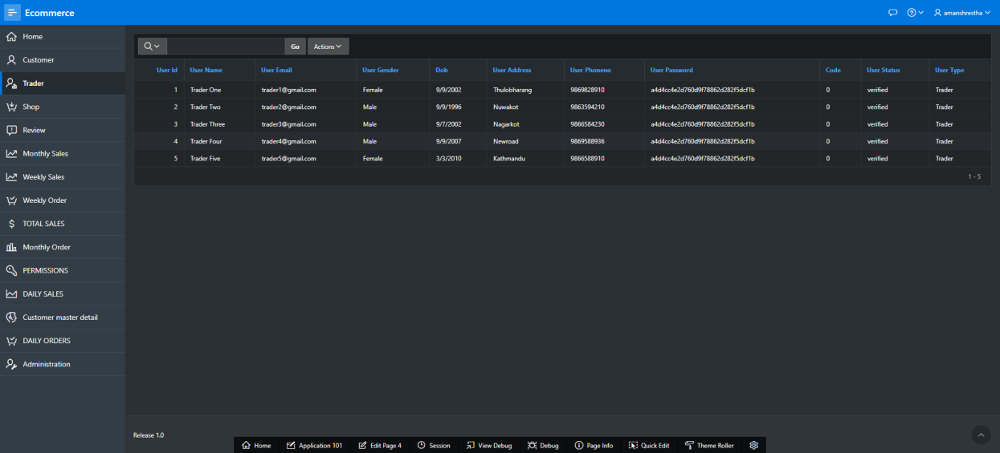 Ecommerce
amanshrestha
Home
Customer
Trader
Shop
Review
Monthly Sales
Weekly Sales
Weekly Order
TOTAL SALES
Monthly Order
PERMISSIONS
DAILY SALES
Customer master detail
DAILY ORDERS
Administration
Go Actions
User Id User Name User Email User Gender Dob User Address User Phoneno User Password Code User Status User Type
1 Trader One trader1@gmail.com Female 9/9/2002 Thulobharang 9869828910 a4d4cc4e2d760d9f78862d282f5dcf1b 0 verified Trader
2 Trader Two trader2@gmail.com Male 9/9/1996 Nuwakot 9863594210 a4d4cc4e2d760d9f78862d282f5dcf1b 0 verified Trader
3 Trader Three trader3@gmail.com Male 9/7/2002 Nagarkot 9866584230 a4d4cc4e2d760d9f78862d282f5dcf1b 0 verified Trader
4 Trader Four trader4@gmail.com Male 9/9/2007 Newroad 9869588936 a4d4cc4e2d760d9f78862d282f5dcf1b 0 verified Trader
5 Trader Five trader5@gmail.com Female 3/3/2010 Kathmandu 9866588910 a4d4cc4e2d760d9f78862d282f5dcf1b 0 verified Trader
1 - 5
Release 1.0
Home Application 101 Edit Page 4 Session View Debug Debug Page Info Quick Edit Theme Roller